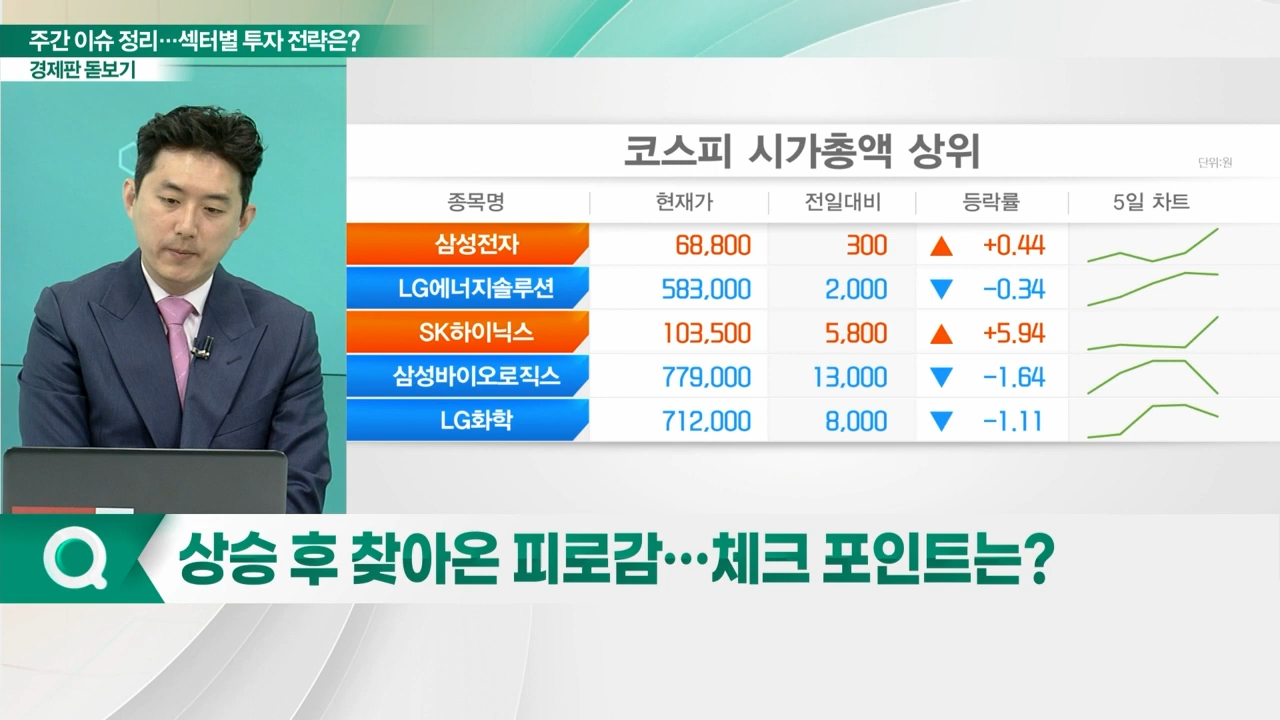 주간 이슈 정리…섹터별 투자 전략은?
경제판 돋보기
코스피 시가총액 상위
단위:원
종목명 현재가 전일대비 등락률 5일 차트
삼성전자 68,800 300 ▲ +0.44
LG에너지솔루션 583,000 2,000 ▼ -0.34
SK하이닉스 103,500 5,800 ▲ +5.94
삼성바이오로직스 779,000 13,000 ▼ -1.64
LG화학 712,000 8,000 ▼ -1.11
Q 상승 후 찾아온 피로감…체크 포인트는?